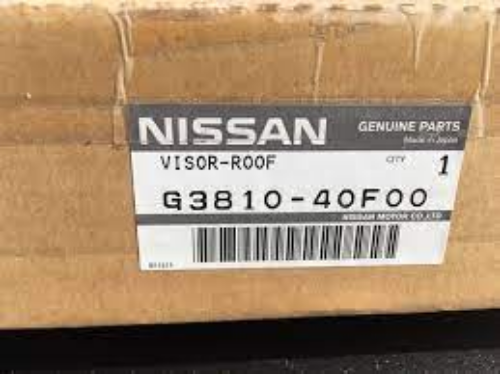 NISSAN GENUINE PARTS
Made in Japan
VISOR-ROOF QTY 1
G3810-40F00
NISSAN MOTOR CO.,LTD.